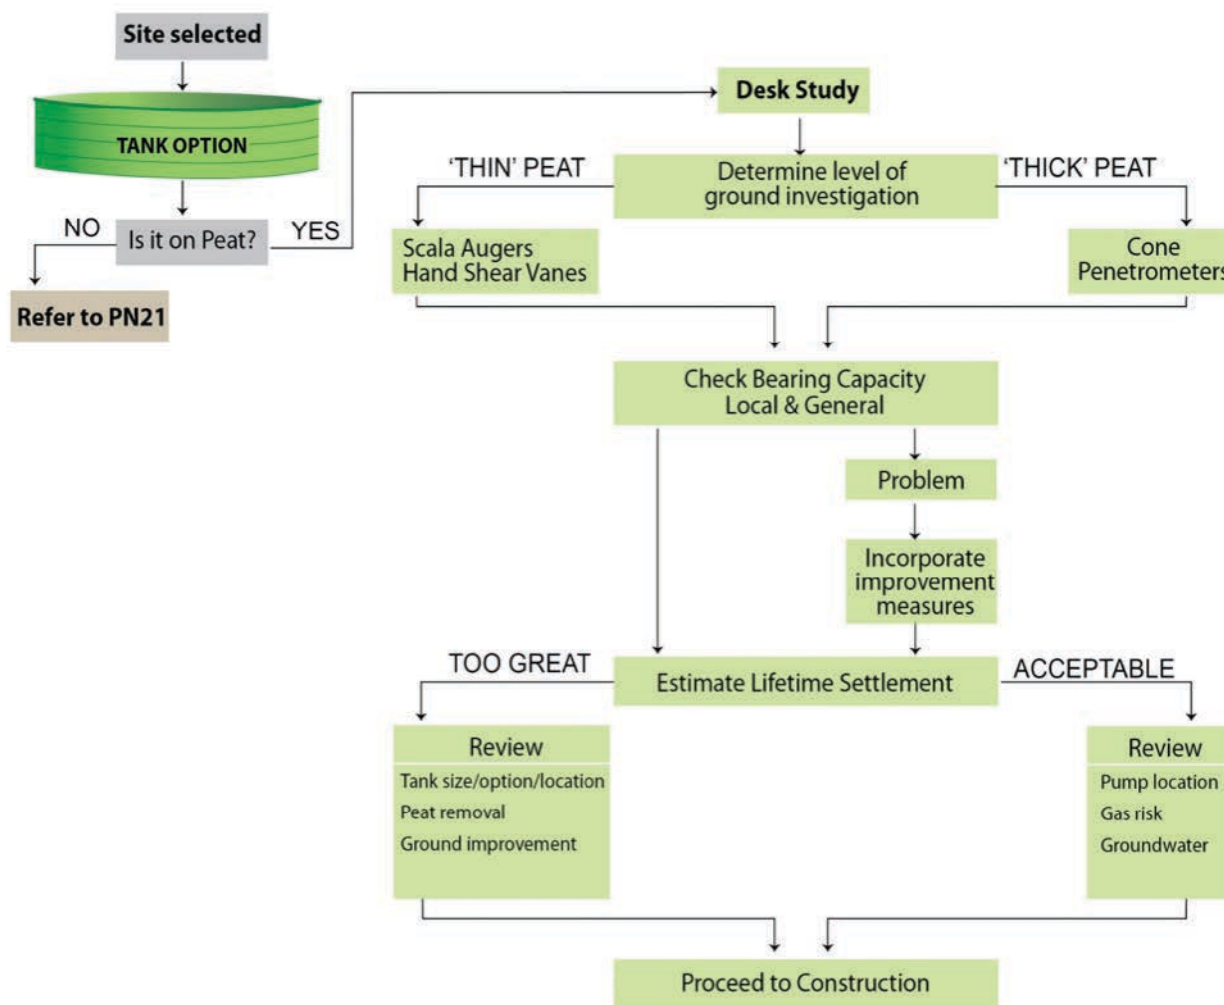 Site selected
TANK OPTION
Is it on Peat?
NO
YES
Refer to PN21
Desk Study
Determine level of
ground investigation
‘THIN’ PEAT
‘THICK’ PEAT
Scala Augers
Hand Shear Vanes
Cone
Penetrometers
Check Bearing Capacity
Local & General
Problem
Incorporate
improvement
measures
Estimate Lifetime Settlement
TOO GREAT
ACCEPTABLE
Review
Tank size/option/location
Peat removal
Ground improvement
Review
Pump location
Gas risk
Groundwater
Proceed to Construction